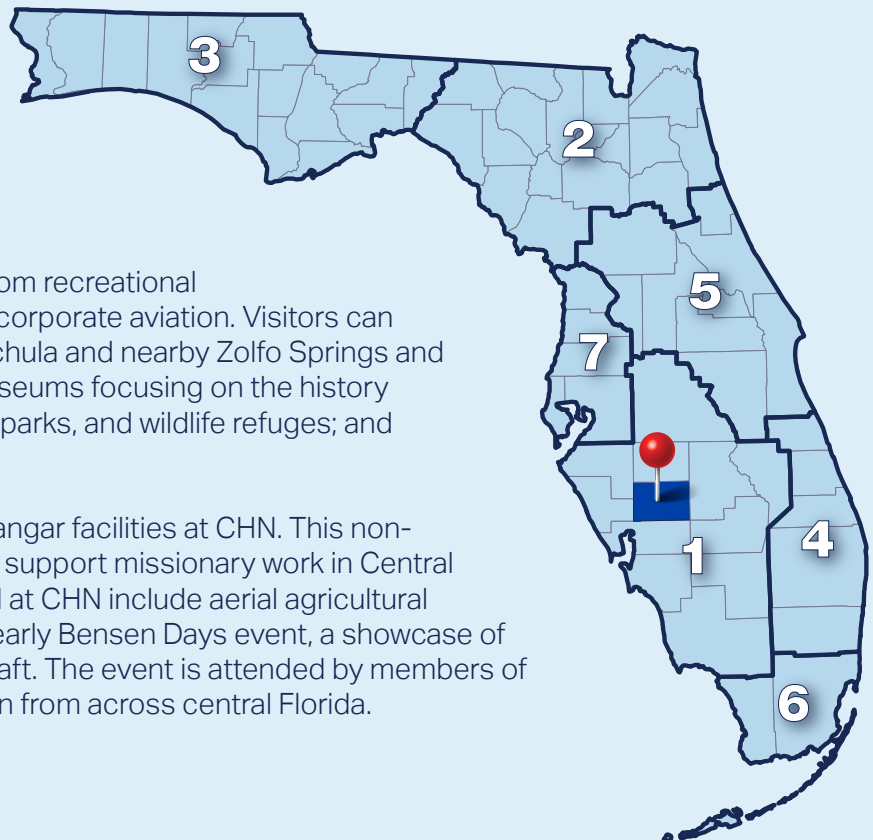 3
2
om recreational
corporate aviation. Visitors can
5
chula and nearby Zolfo Springs and
7
seums focusing on the history
parks, and wildlife refuges; and
angar facilities at CHN. This non-
support missionary work in Central
4
1
d at CHN include aerial agricultural
early Bensen Days event, a showcase of
aft. The event is attended by members of
6
n from across central Florida.